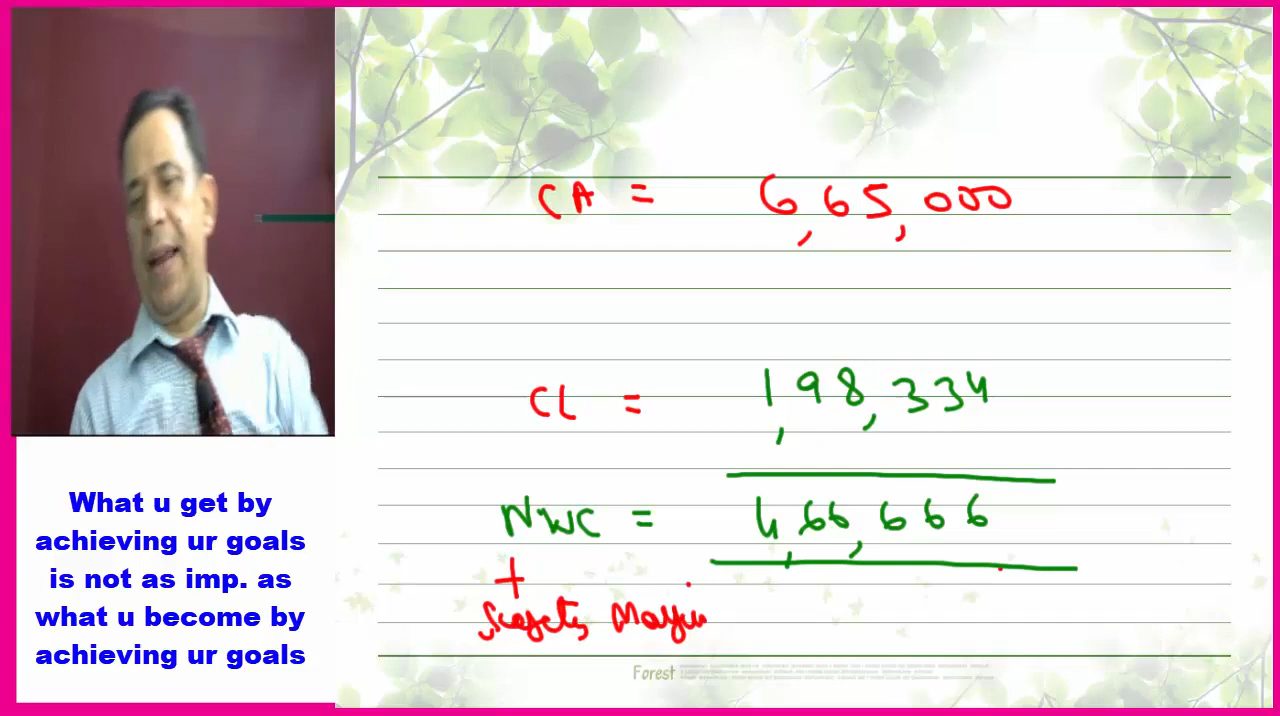 CA = 6,65,000
CL = 1,98,334
NWC = 4,66,666
+
Safety Margin
What u get by
achieving ur goals
is not as imp. as
what u become by
achieving ur goals
Forest